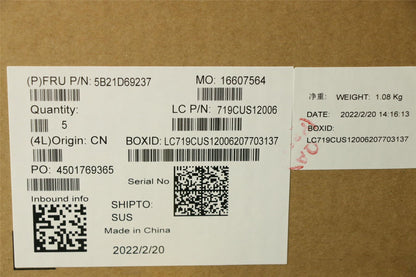 (P)FRU P/N: 5B21D69237
MO: 16607564
Quantity:
5
LC P/N: 719CUS12006
(4L)Origin: CN
BOXID: LC719CUS12006207703137
PO: 4501769365
Serial No
Inbound info
SHIPTO:
SUS
Made in China
2022/2/20
净重: WEIGHT: 1.08 Kg
DATE: 2022/2/20 14:16:13
BOXID:
LC719CUS12006207703137